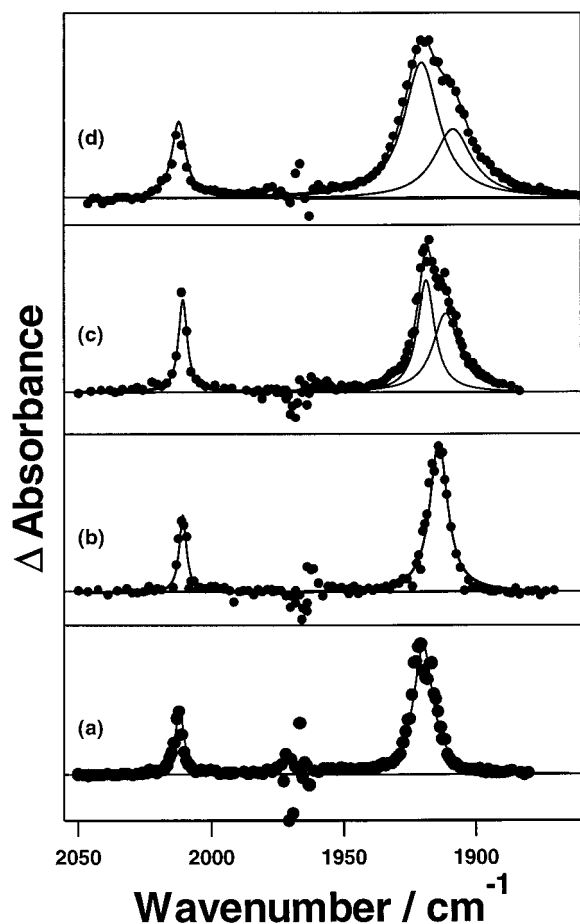 (d)
(c)
(b)
(a)
Δ Absorbance
2050 2000 1950 1900
Wavenumber / cm⁻¹